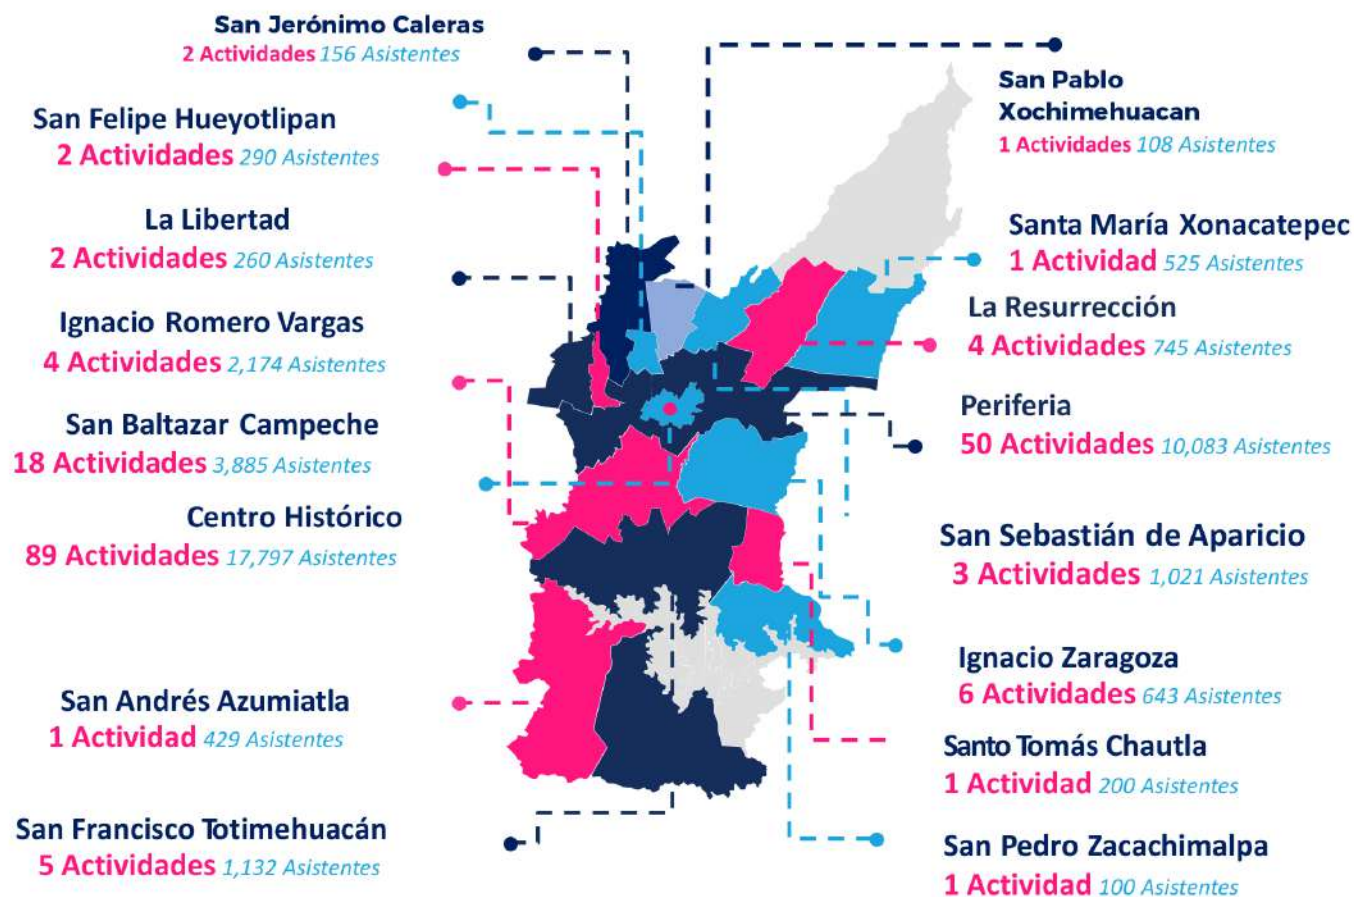 San Jerónimo Caleras
2 Actividades 156 Asistentes
San Felipe Hueyotlipan
2 Actividades 290 Asistentes
La Libertad
2 Actividades 260 Asistentes
Ignacio Romero Vargas
4 Actividades 2,174 Asistentes
San Baltazar Campeche
18 Actividades 3,885 Asistentes
Centro Histórico
89 Actividades 17,797 Asistentes
San Andrés Azumiatla
1 Actividad 429 Asistentes
San Francisco Totimehuacán
5 Actividades 1,132 Asistentes
San Pablo
Xochimehuacan
1 Actividades 108 Asistentes
Santa María Xonacatepec
1 Actividad 525 Asistentes
La Resurrección
4 Actividades 745 Asistentes
Periferia
50 Actividades 10,083 Asistentes
San Sebastián de Aparicio
3 Actividades 1,021 Asistentes
Ignacio Zaragoza
6 Actividades 643 Asistentes
Santo Tomás Chautla
1 Actividad 200 Asistentes
San Pedro Zacachimalpa
1 Actividad 100 Asistentes